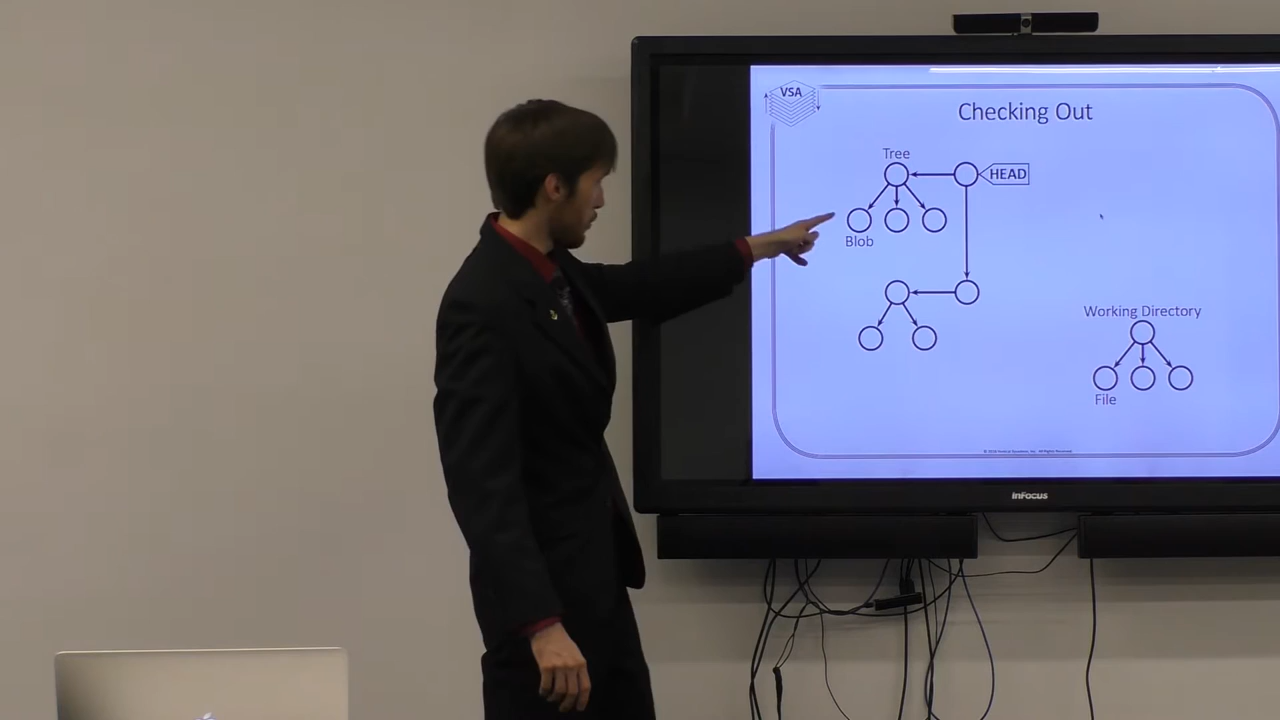 VSA
Checking Out
Tree
HEAD
Blob
Working Directory
File
InFocus